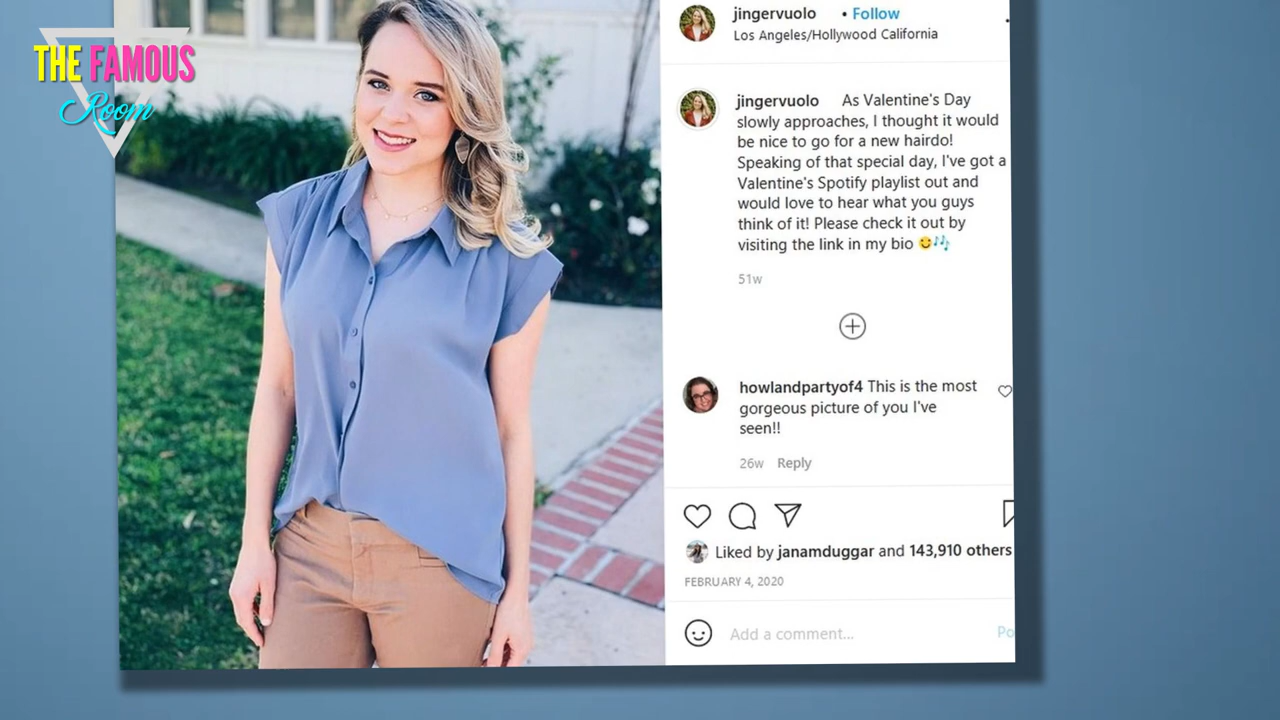 THE FAMOUS
Room
jingervuolo • Follow
Los Angeles/Hollywood California
jingervuolo As Valentine's Day
slowly approaches, I thought it would
be nice to go for a new hairdo!
Speaking of that special day, I've got a
Valentine's Spotify playlist out and
would love to hear what you guys
think of it! Please check it out by
visiting the link in my bio 😊🎶
51w
howlandpartyof4 This is the most
gorgeous picture of you I've
seen!!
26w Reply
Liked by janamduggar and 143,910 others
FEBRUARY 4, 2020
Add a comment...
Po